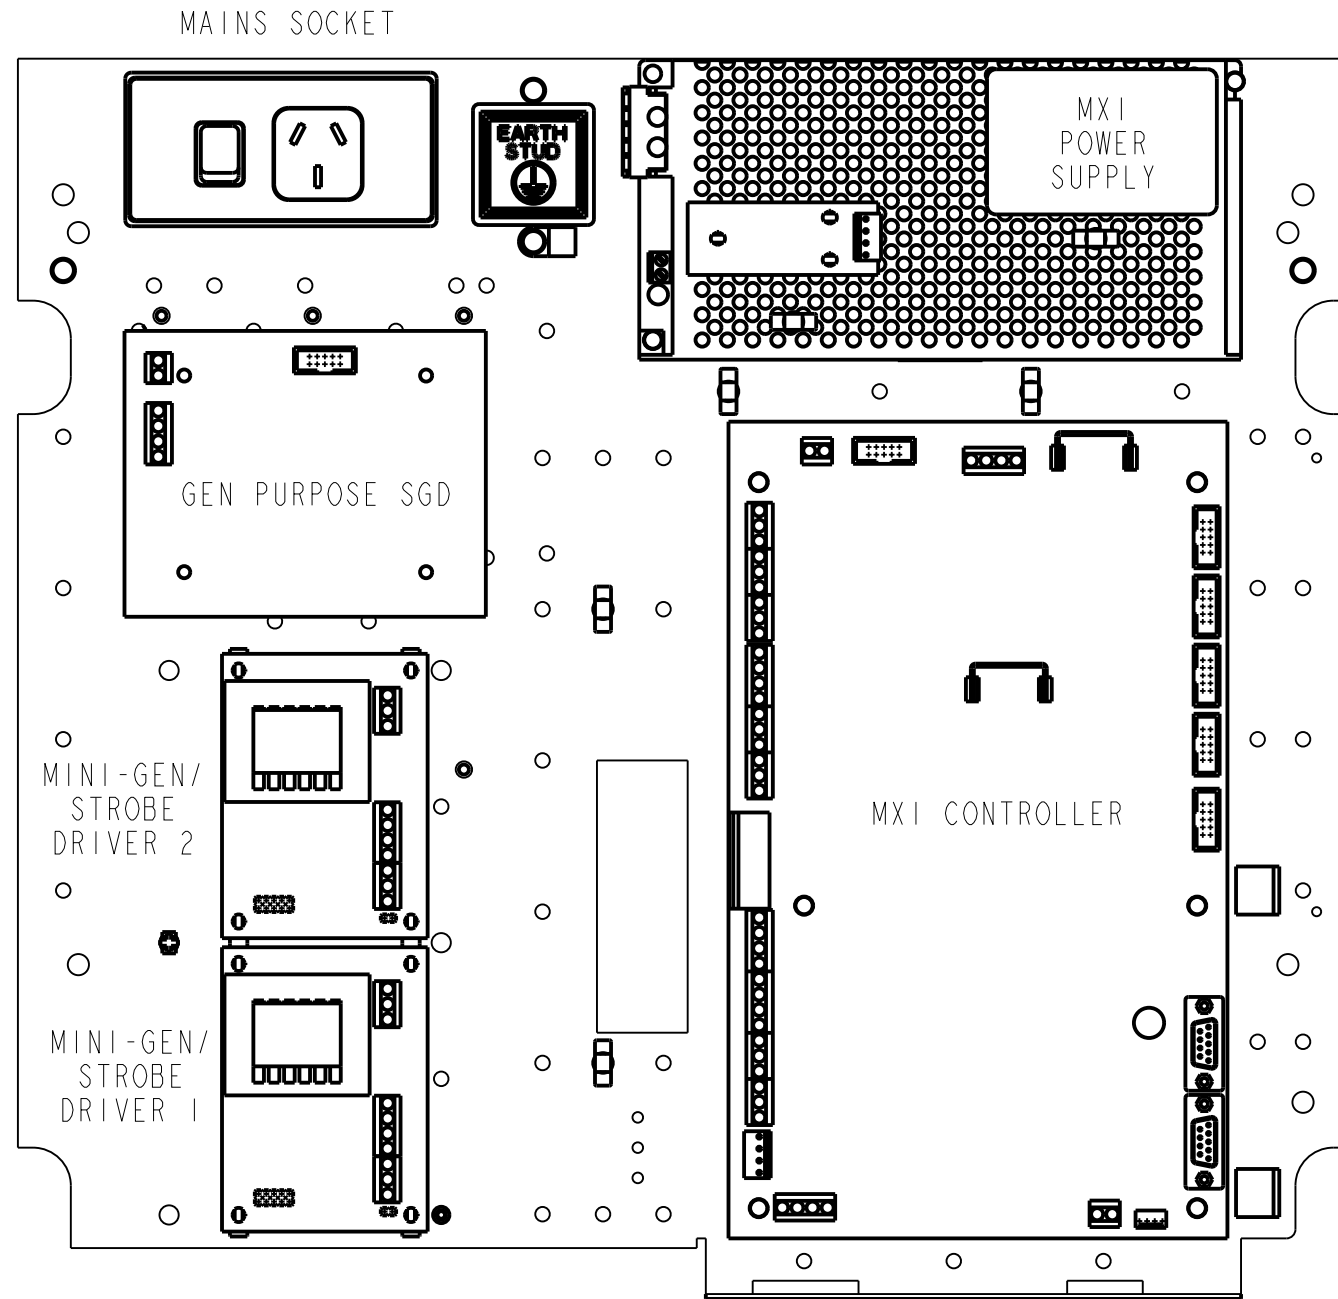 MAINS SOCKET
EARTH
STUD
MXI
POWER
SUPPLY
GEN PURPOSE SGD
MINI-GEN/
STROBE
DRIVER 2
MXI CONTROLLER
MINI-GEN/
STROBE
DRIVER 1